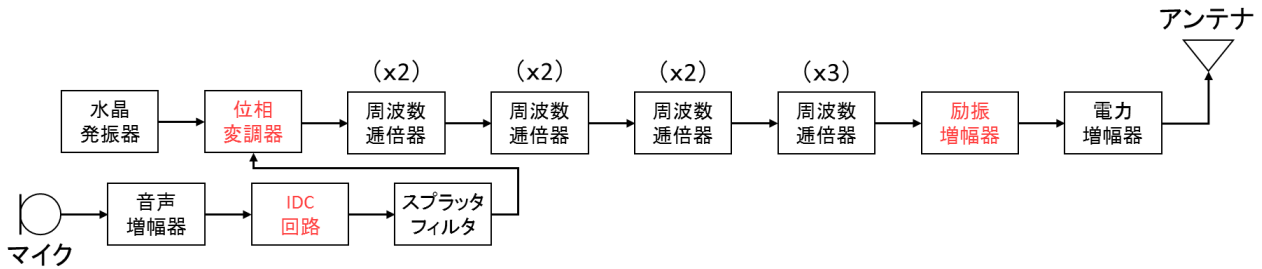 アンテナ
（x2）
（x2）
（x2）
（x3）
水晶
発振器
位相
変調器
周波数
逓倍器
周波数
逓倍器
周波数
逓倍器
周波数
逓倍器
励振
増幅器
電力
増幅器
マイク
音声
増幅器
IDC
回路
スプラッタ
フィルタ